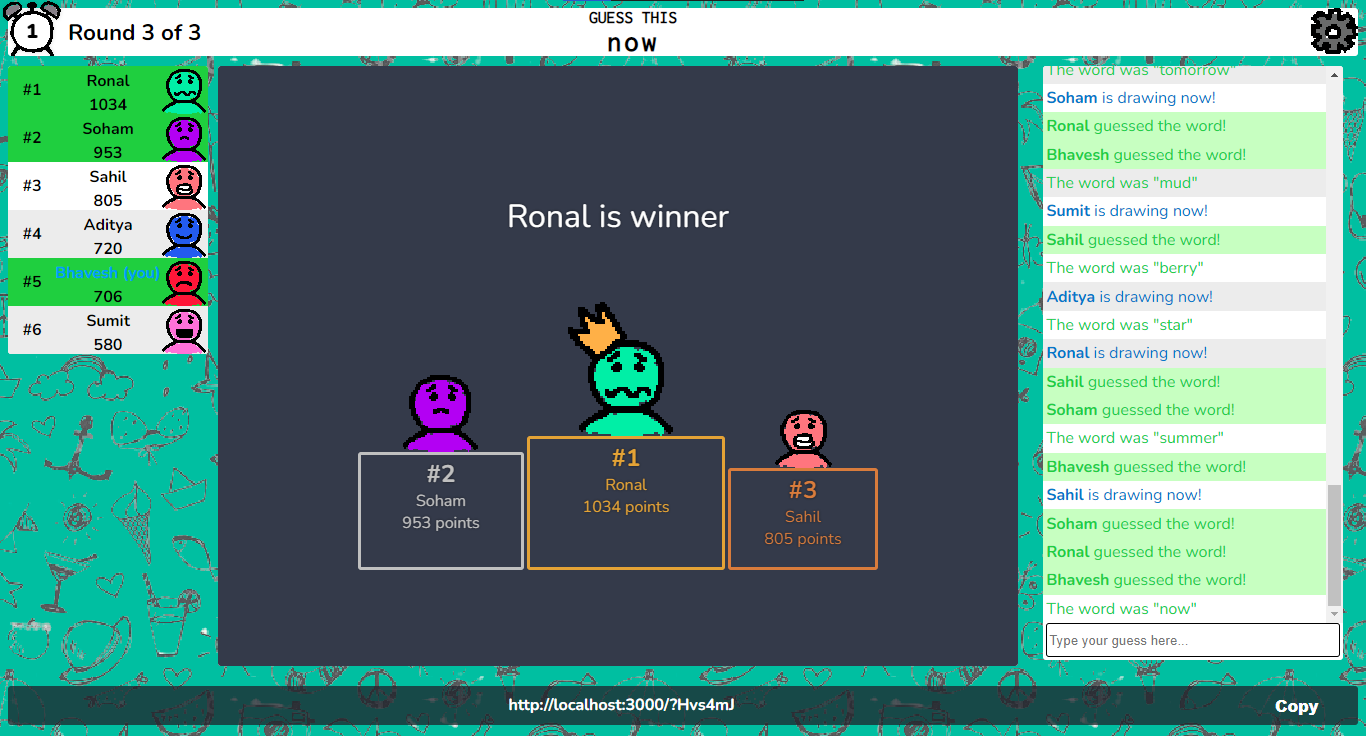 1
Round 3 of 3
GUESS THIS
now
#1
Ronal
1034
#2
Soham
953
#3
Sahil
805
#4
Aditya
720
#5
Bhavesh (you)
706
#6
Sumit
580
Ronal is winner
#2
Soham
953 points
#1
Ronal
1034 points
#3
Sahil
805 points
The word was "tomorrow"
Soham is drawing now!
Ronal guessed the word!
Bhavesh guessed the word!
The word was "mud"
Sumit is drawing now!
Sahil guessed the word!
The word was "berry"
Aditya is drawing now!
The word was "star"
Ronal is drawing now!
Sahil guessed the word!
Soham guessed the word!
The word was "summer"
Bhavesh guessed the word!
Sahil is drawing now!
Soham guessed the word!
Ronal guessed the word!
Bhavesh guessed the word!
The word was "now"
Type your guess here...
http://localhost:3000/?Hvs4mJ
Copy